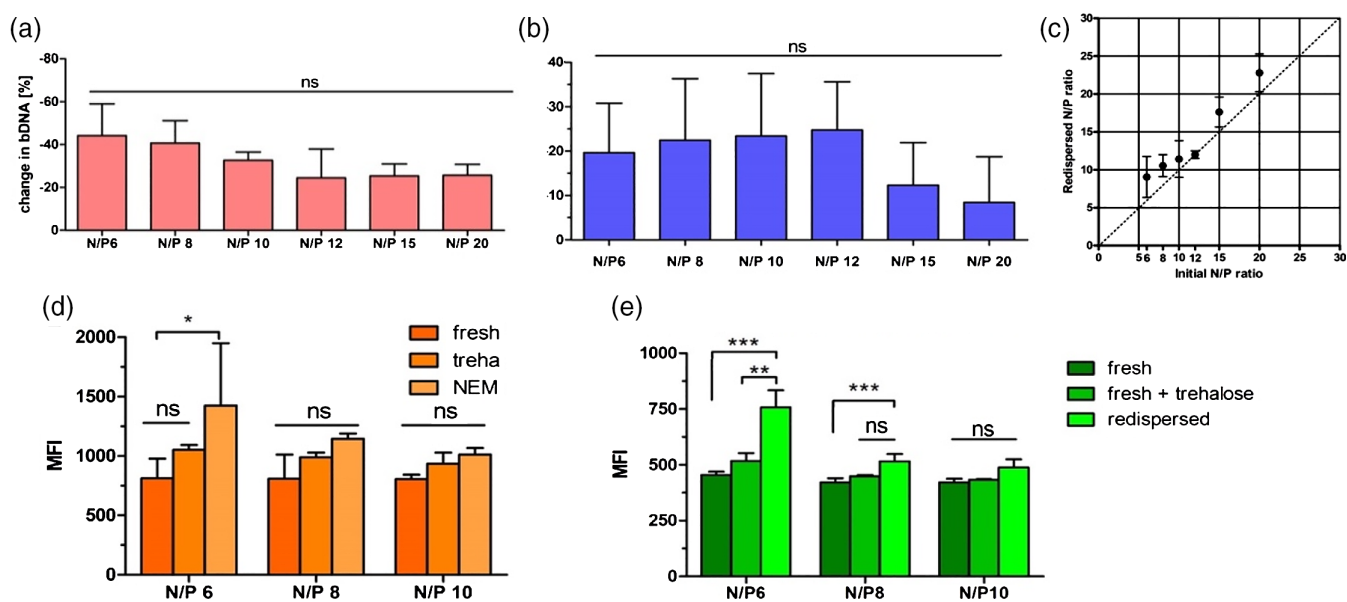 (a)
change in bDNA [%]
-80
-60
-40
-20
0
ns
N/P6 N/P 8 N/P 10 N/P 12 N/P 15 N/P 20
(b)
40
30
20
10
0
ns
N/P6 N/P 8 N/P 10 N/P 12 N/P 15 N/P 20
(c)
Redispersed N/P ratio
30
25
20
15
10
5
0
0 5 6 8 10 12 15 20 25 30
Initial N/P ratio
(d)
MFI
2000
1500
1000
500
0
*
ns
ns
ns
fresh
treha
NEM
N/P 6 N/P 8 N/P 10
(e)
MFI
1000
750
500
250
0
***
**
***
ns
ns
fresh
fresh + trehalose
redispersed
N/P6 N/P8 N/P10